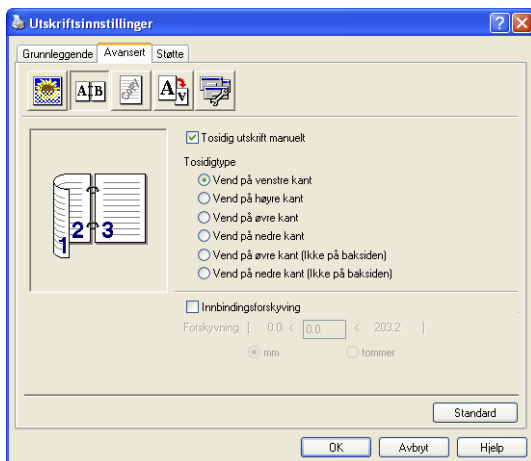 Utskriftsinnstillinger
Grunnleggende Avansert Støtte
A B A A
Tosidig utskrift manuelt
Tosidigtype
Vend på venstre kant
Vend på høyre kant
Vend på øvre kant
Vend på nedre kant
Vend på øvre kant (Ikke på baksiden)
Vend på nedre kant (Ikke på baksiden)
1 2 3
Innbindingsforskyving
Forskyvning [ 0.0 < 0.0 < 203.2 ]
mm tommer
Standard
OK Avbryt Hjelp